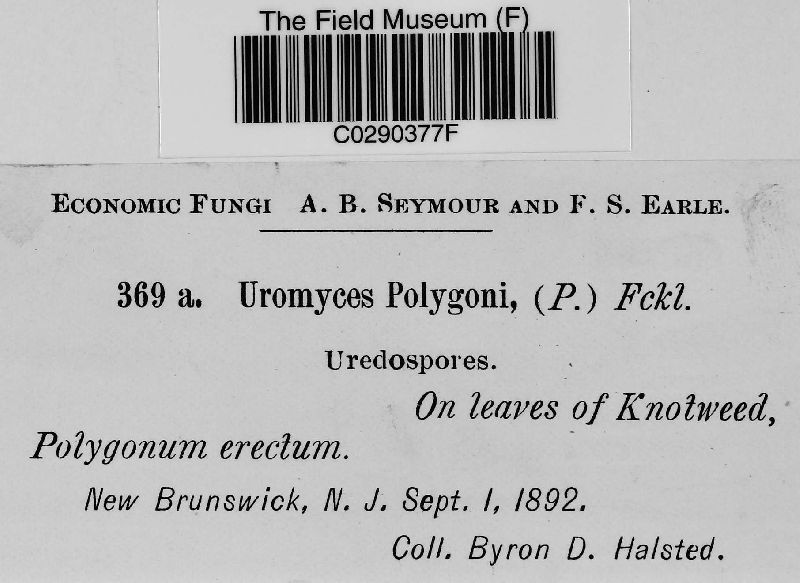 The Field Museum (F)
C0290377F
Economic Fungi A. B. Seymour and F. S. Earle.
369 a. Uromyces Polygoni, (P.) Fckl.
Uredospores.
On leaves of Knotweed,
Polygonum erectum.
New Brunswick, N. J. Sept. 1, 1892.
Coll. Byron D. Halsted.